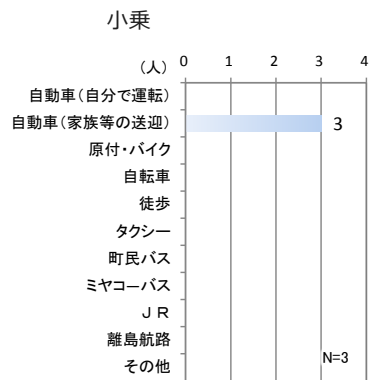 小乗
(人) 0 1 2 3 4
自動車(自分で運転)
自動車(家族等の送迎) 3
原付・バイク
自転車
徒歩
タクシー
町民バス
ミヤコーバス
JR
離島航路
その他 N=3